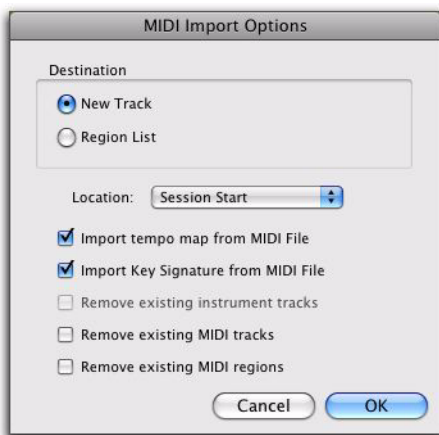 MIDI Import Options
Destination
New Track
Region List
Location: Session Start
Import tempo map from MIDI File
Import Key Signature from MIDI File
Remove existing instrument tracks
Remove existing MIDI tracks
Remove existing MIDI regions
Cancel OK